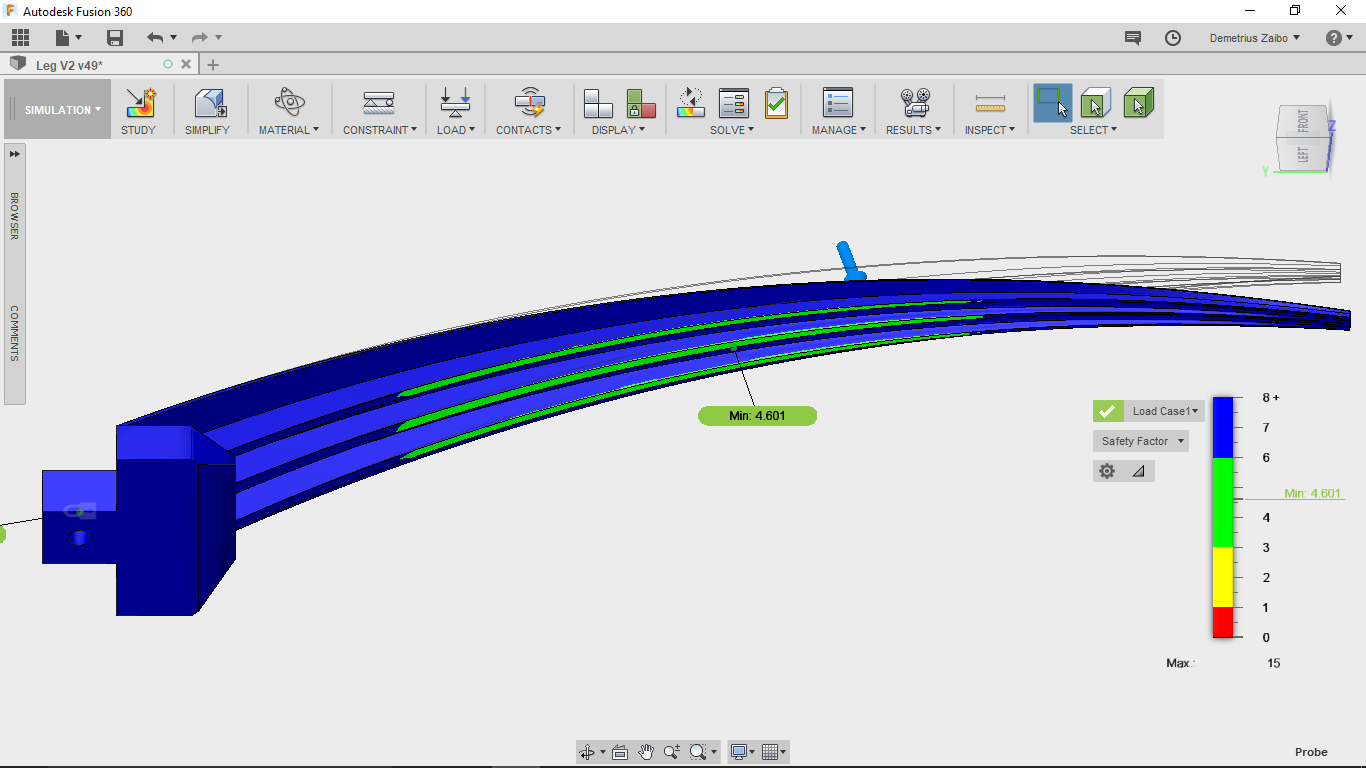 Autodesk Fusion 360
Demetrius Zaibo
Leg V2 v49*
SIMULATION
STUDY
SIMPLIFY
MATERIAL
CONSTRAINT
LOAD
CONTACTS
DISPLAY
SOLVE
MANAGE
RESULTS
INSPECT
SELECT
FRONT
LEFT
Z
Y
BROWSER
COMMENTS
Min: 4.601
Load Case1
Safety Factor
8 +
7
6
Min: 4.601
4
3
2
1
0
Max :
15
Probe